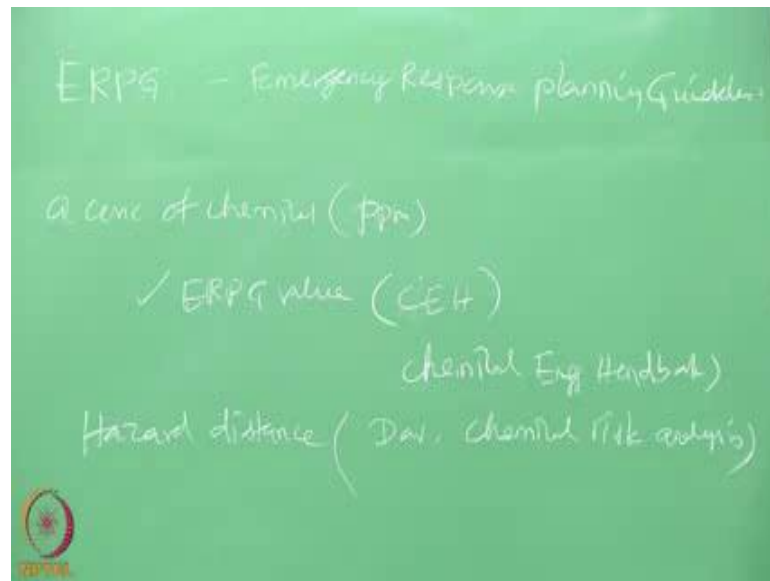 ERPG - Emergency Response planning Guideline
a conc of chemical (ppm)
✓ ERPG value (CEH)
Chemical Eng Handbook)
Hazard distance ( Dow. Chemical risk analysis)
NPTEL